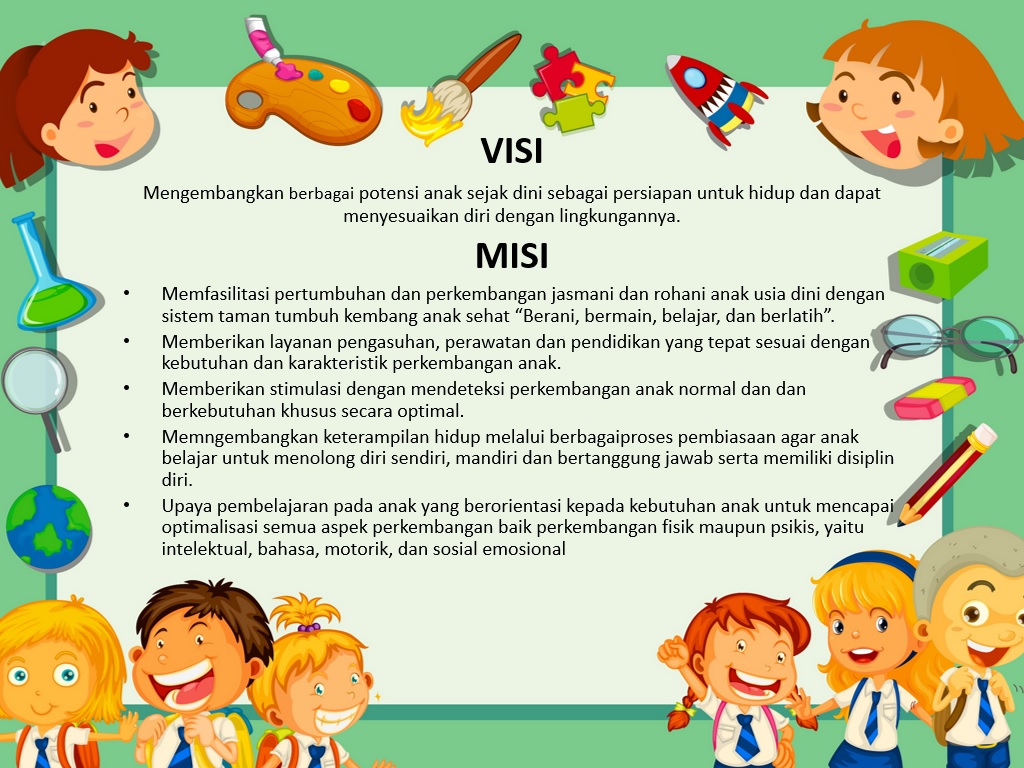 VISI
Mengembangkan berbagai potensi anak sejak dini sebagai persiapan untuk hidup dan dapat
menyesuaikan diri dengan lingkungannya.
MISI
• Memfasilitasi pertumbuhan dan perkembangan jasmani dan rohani anak usia dini dengan
sistem taman tumbuh kembang anak sehat “Berani, bermain, belajar, dan berlatih”.
• Memberikan layanan pengasuhan, perawatan dan pendidikan yang tepat sesuai dengan
kebutuhan dan karakteristik perkembangan anak.
• Memberikan stimulasi dengan mendeteksi perkembangan anak normal dan dan
berkebutuhan khusus secara optimal.
• Memngembangkan keterampilan hidup melalui berbagaiproses pembiasaan agar anak
belajar untuk menolong diri sendiri, mandiri dan bertanggung jawab serta memiliki disiplin
diri.
• Upaya pembelajaran pada anak yang berorientasi kepada kebutuhan anak untuk mencapai
optimalisasi semua aspek perkembangan baik perkembangan fisik maupun psikis, yaitu
intelektual, bahasa, motorik, dan sosial emosional